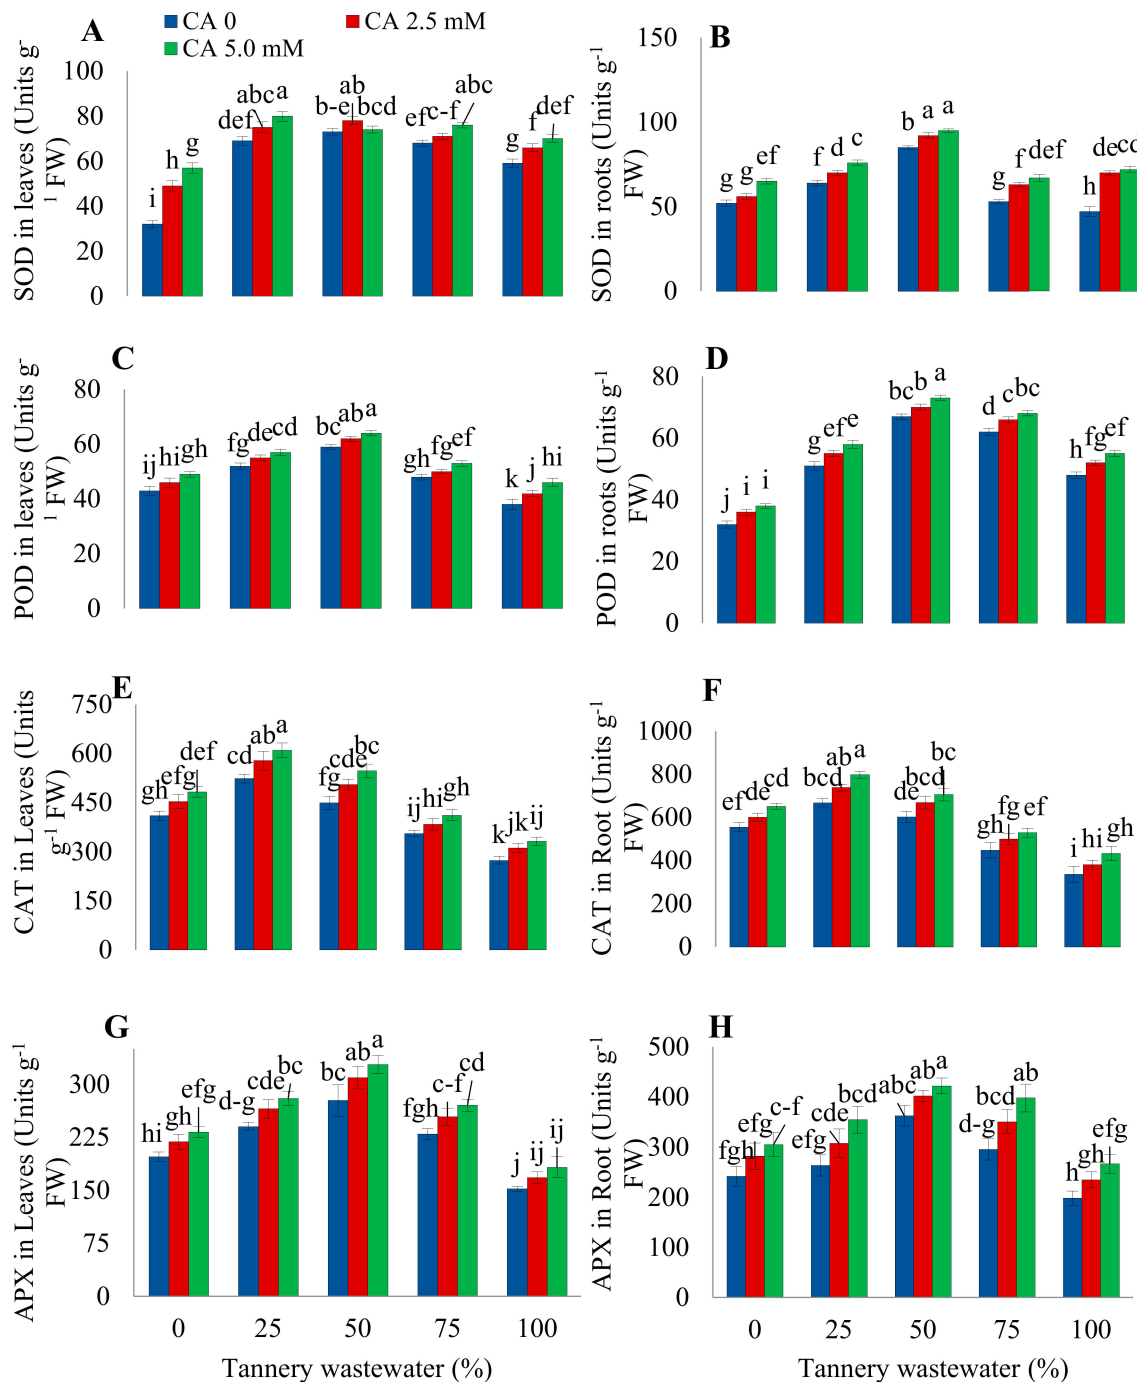 CA 0
CA 2.5 mM
CA 5.0 mM
A
SOD in leaves (Units g-
1 FW)
100
80
60
40
20
0
i
h
g
def
abc
a
b-e
ab
bcd
ef
c-f
abc
g
f
def
B
SOD in roots (Units g-1
FW)
150
100
50
0
g
g
ef
f
d
c
b
a
a
g
f
def
h
de
cd
C
POD in leaves (Units g-
1 FW)
80
60
40
20
0
ij
hi
gh
fg
de
cd
bc
ab
a
gh
fg
ef
k
j
hi
D
POD in roots (Units g-1
FW)
80
60
40
20
0
j
i
i
g
ef
e
bc
b
a
d
c
bc
h
fg
ef
E
CAT in Leaves (Units
g-1 FW)
750
600
450
300
150
0
gh
efg
def
cd
ab
a
fg
cde
bc
ij
hi
gh
k
jk
ij
F
CAT in Root (Units g-1
FW)
1000
800
600
400
200
0
ef
de
cd
bcd
ab
a
de
bcd
bc
gh
fg
ef
i
hi
gh
G
APX in Leaves (Units g-1
FW)
300
225
150
75
0
hi
gh
efg
d-g
cde
bc
bc
ab
a
fgh
c-f
cd
j
ij
ij
0 25 50 75 100
Tannery wastewater (%)
H
APX in Root (Units g-1
FW)
500
400
300
200
100
0
fgh
efg
c-f
efg
cde
bcd
abc
ab
a
d-g
bcd
ab
h
gh
efg
0 25 50 75 100
Tannery wastewater (%)